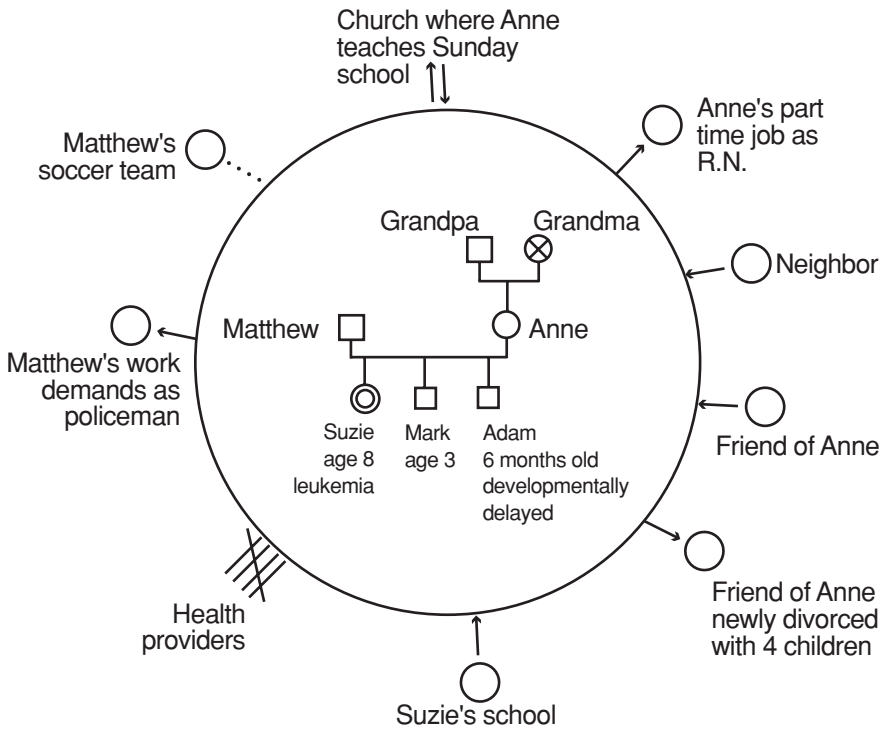 Church where Anne
teaches Sunday
school
Anne's part
time job as
R.N.
Matthew's
soccer team
Grandpa
Grandma
Neighbor
Matthew
Anne
Matthew's work
demands as
policeman
Suzie
age 8
leukemia
Mark
age 3
Adam
6 months old
developmentally
delayed
Friend of Anne
Friend of Anne
newly divorced
with 4 children
Health
providers
Suzie's school